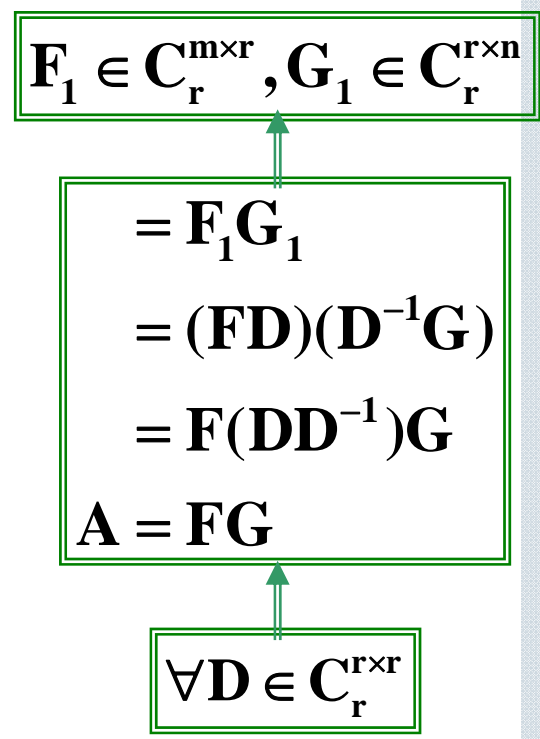 F₁ ∈ C_r^{m×r}, G₁ ∈ C_r^{r×n}
= F₁G₁
= (FD)(D⁻¹G)
= F(DD⁻¹)G
A = FG
∀D ∈ C_r^{r×r}